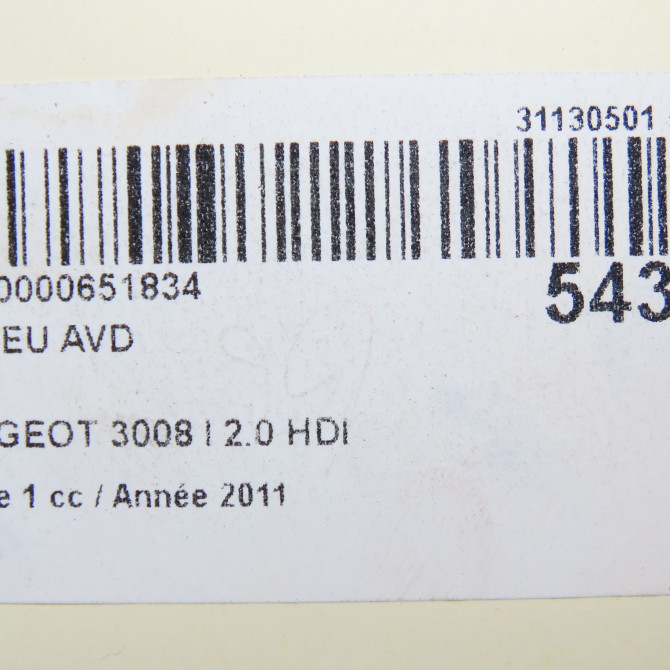 31130501
0000651834
543
EU AVD
GEOT 3008 I 2.0 HDI
e 1 cc / Année 2011